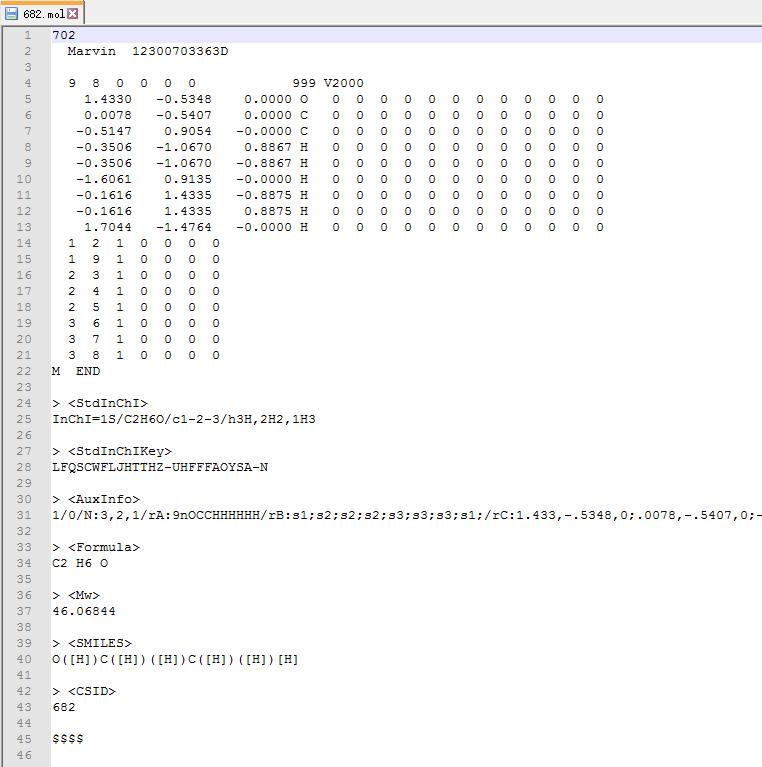 682.mol
1 702
2   Marvin  12300703363D
3
4   9  8  0  0  0  0            999 V2000
5     1.4330   -0.5348    0.0000 O   0  0  0  0  0  0  0  0  0  0  0  0
6     0.0078   -0.5407    0.0000 C   0  0  0  0  0  0  0  0  0  0  0  0
7    -0.5147    0.9054   -0.0000 C   0  0  0  0  0  0  0  0  0  0  0  0
8    -0.3506   -1.0670    0.8867 H   0  0  0  0  0  0  0  0  0  0  0  0
9    -0.3506   -1.0670   -0.8867 H   0  0  0  0  0  0  0  0  0  0  0  0
10    -1.6061    0.9135   -0.0000 H   0  0  0  0  0  0  0  0  0  0  0  0
11    -0.1616    1.4335   -0.8875 H   0  0  0  0  0  0  0  0  0  0  0  0
12    -0.1616    1.4335    0.8875 H   0  0  0  0  0  0  0  0  0  0  0  0
13     1.7044   -1.4764   -0.0000 H   0  0  0  0  0  0  0  0  0  0  0  0
14   1  2  1  0  0  0  0
15   1  9  1  0  0  0  0
16   2  3  1  0  0  0  0
17   2  4  1  0  0  0  0
18   2  5  1  0  0  0  0
19   3  6  1  0  0  0  0
20   3  7  1  0  0  0  0
21   3  8  1  0  0  0  0
22 M  END
23
24 > <StdInChI>
25 InChI=1S/C2H6O/c1-2-3/h3H,2H2,1H3
26
27 > <StdInChIKey>
28 LFQSCWFLJHTTHZ-UHFFFAOYSA-N
29
30 > <AuxInfo>
31 1/0/N:3,2,1/rA:9nOCCHHHHHH/rB:s1;s2;s2;s2;s3;s3;s3;s1;/rC:1.433,-.5348,0;.0078,-.5407,0;-
32
33 > <Formula>
34 C2 H6 O
35
36 > <Mw>
37 46.06844
38
39 > <SMILES>
40 O([H])C([H])([H])C([H])([H])[H]
41
42 > <CSID>
43 682
44
45 $$$$
46